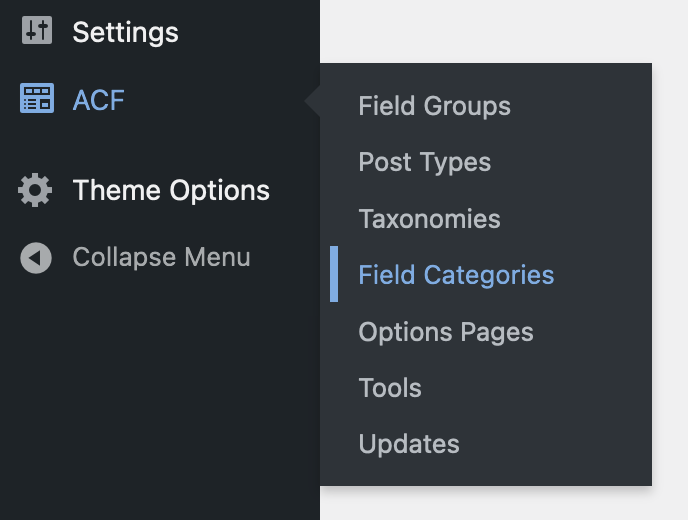 Settings
ACF
Theme Options
Collapse Menu
Field Groups
Post Types
Taxonomies
Field Categories
Options Pages
Tools
Updates